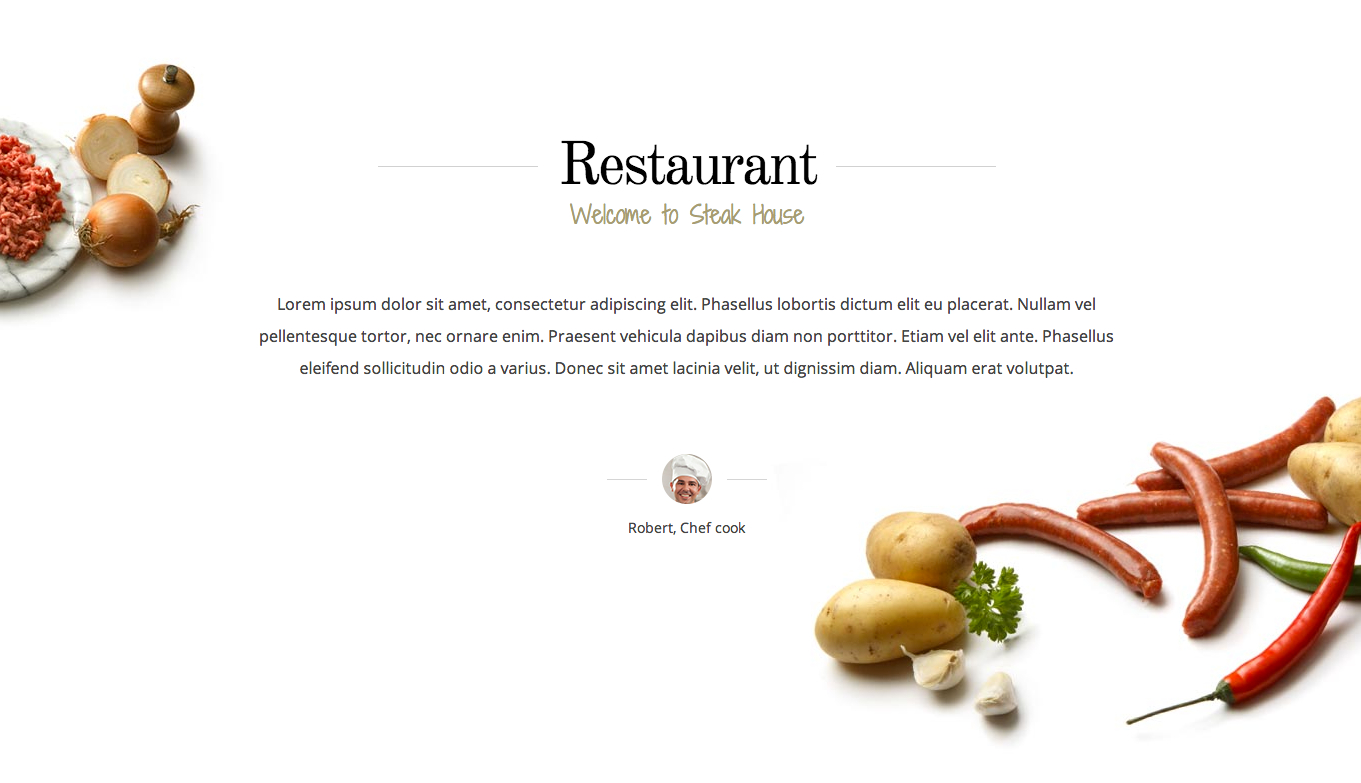 Restaurant
Welcome to Steak House
Lorem ipsum dolor sit amet, consectetur adipiscing elit. Phasellus lobortis dictum elit eu placerat. Nullam vel
pellentesque tortor, nec ornare enim. Praesent vehicula dapibus diam non porttitor. Etiam vel elit ante. Phasellus
eleifend sollicitudin odio a varius. Donec sit amet lacinia velit, ut dignissim diam. Aliquam erat volutpat.
Robert, Chef cook